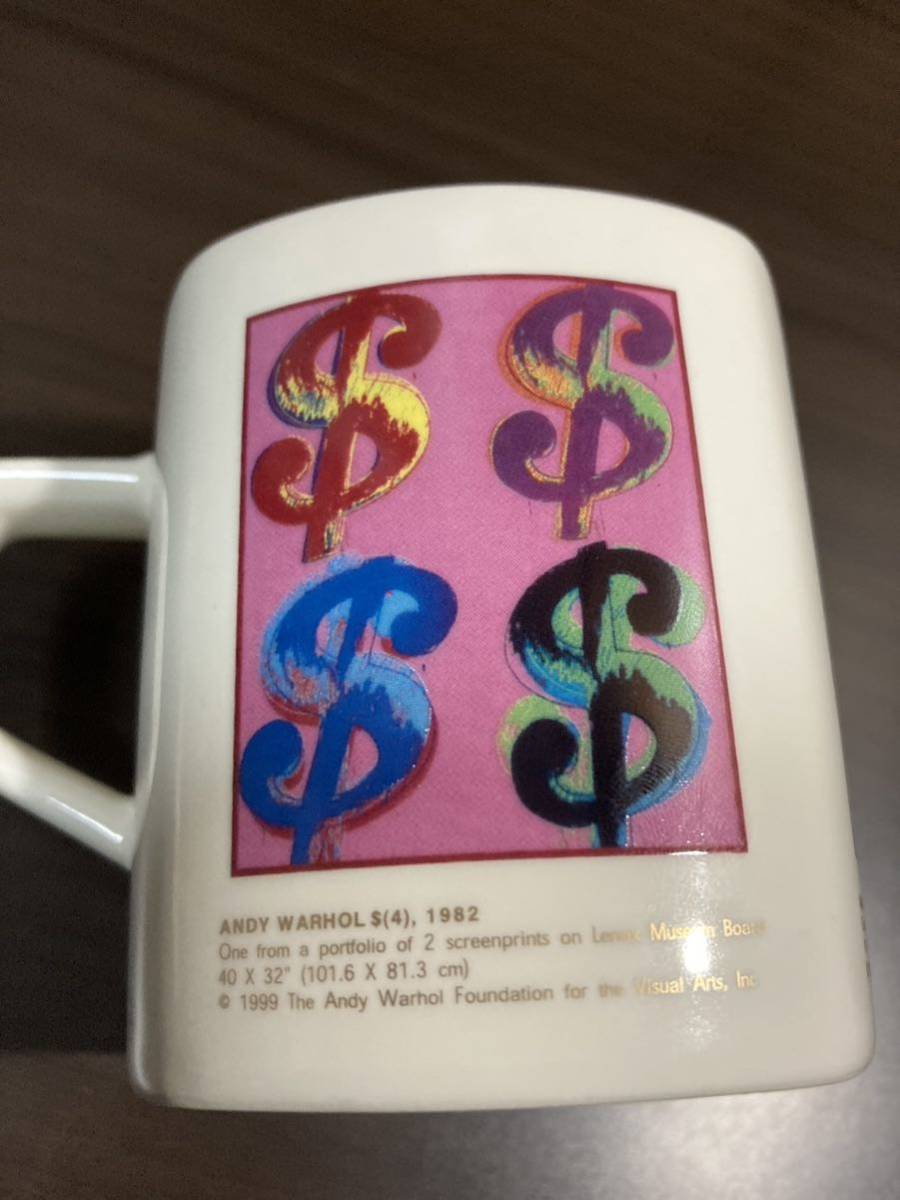 $ $
$ $
ANDY WARHOL $(4), 1982
One from a portfolio of 2 screenprints on Lenox Museum Board
40 X 32" (101.6 X 81.3 cm)
© 1999 The Andy Warhol Foundation for the Visual Arts, Inc